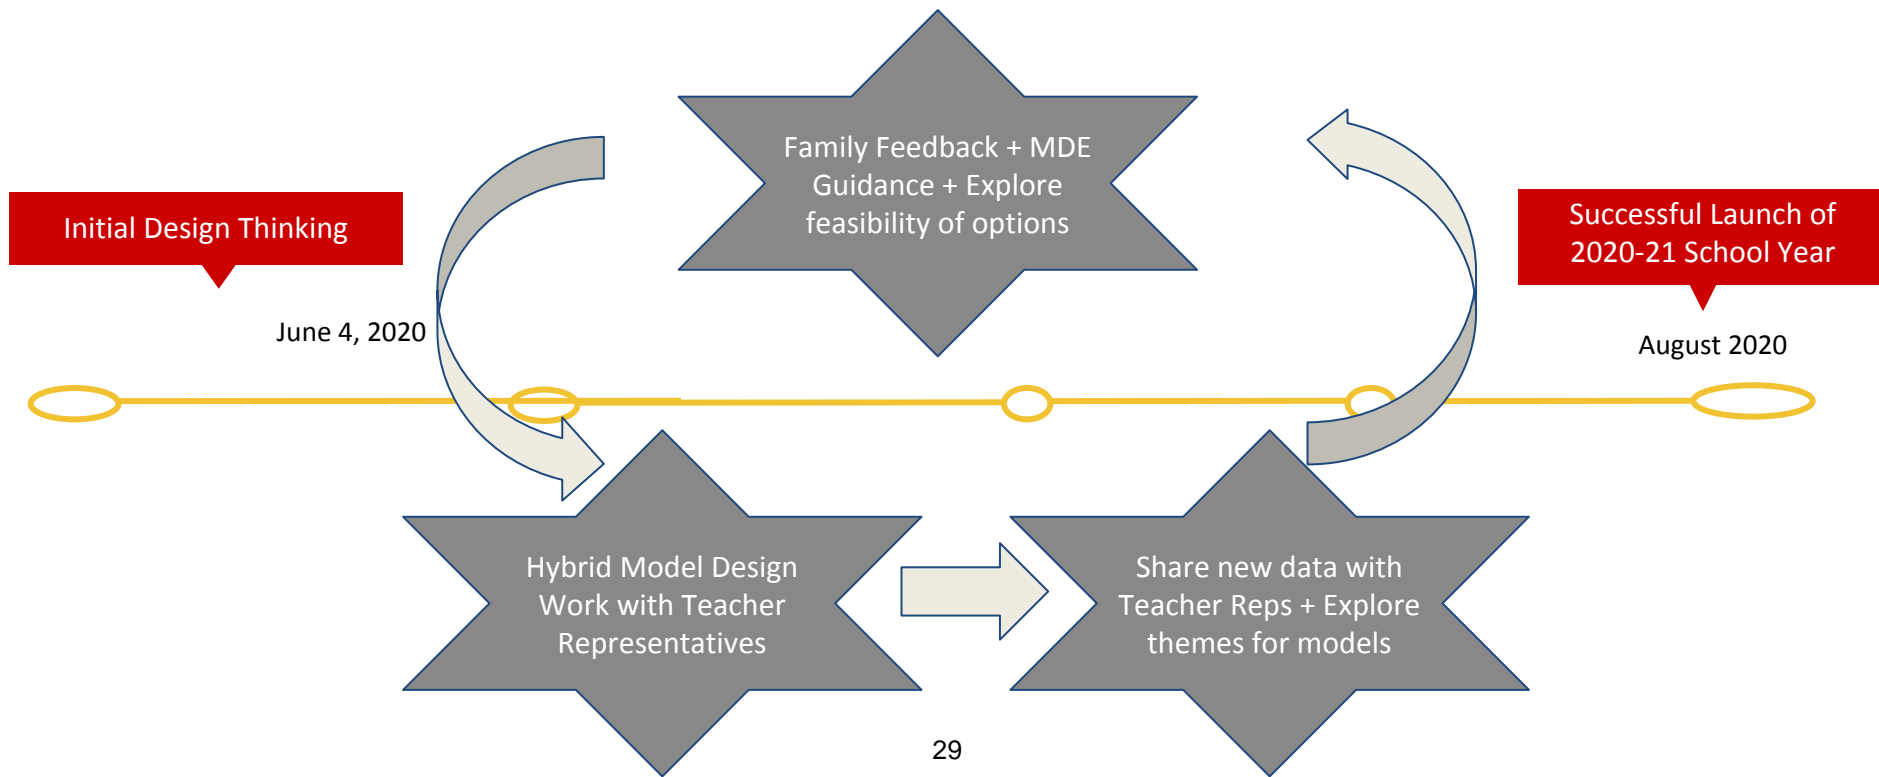 Family Feedback + MDE
Guidance + Explore
feasibility of options
Initial Design Thinking
Successful Launch of
2020-21 School Year
June 4, 2020
August 2020
Hybrid Model Design
Work with Teacher
Representatives
Share new data with
Teacher Reps + Explore
themes for models
29